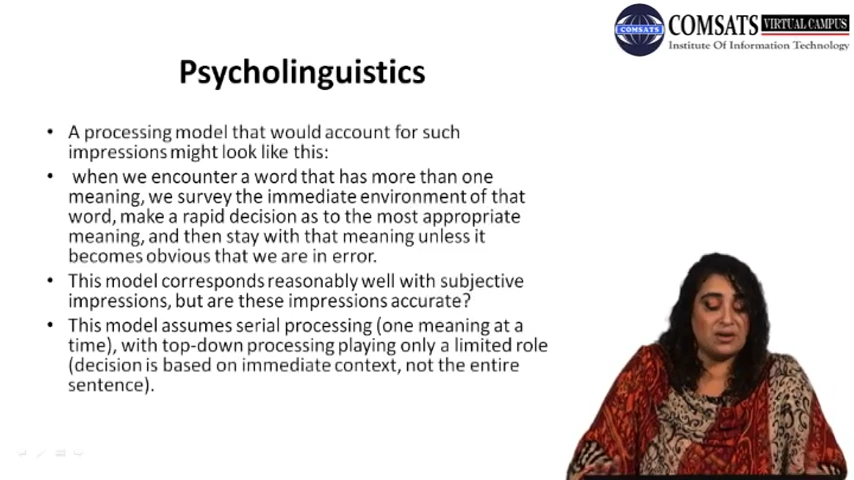 COMSATS
COMSATS VIRTUAL CAMPUS
Institute Of Information Technology
Psycholinguistics
• A processing model that would account for such
impressions might look like this:
• when we encounter a word that has more than one
meaning, we survey the immediate environment of that
word, make a rapid decision as to the most appropriate
meaning, and then stay with that meaning unless it
becomes obvious that we are in error.
• This model corresponds reasonably well with subjective
impressions, but are these impressions accurate?
• This model assumes serial processing (one meaning at a
time), with top-down processing playing only a limited role
(decision is based on immediate context, not the entire
sentence).